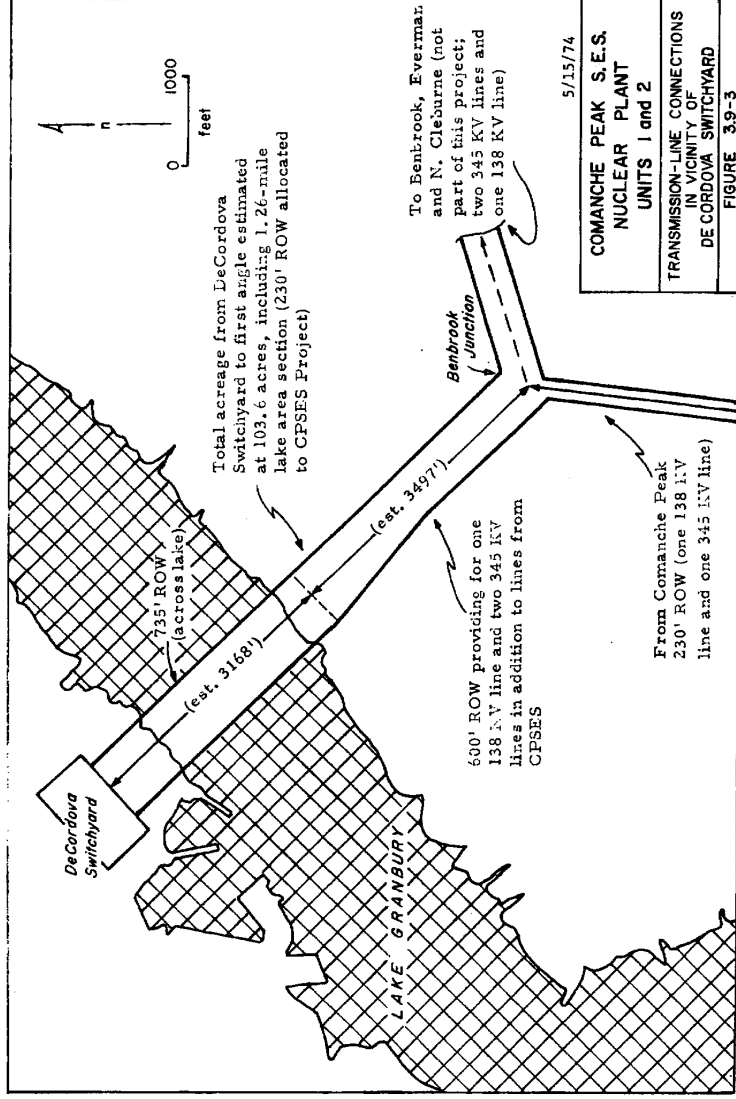 n
0 1000
feet
Total acreage from DeCordova
Switchyard to first angle estimated
at 103.6 acres, including 1.26-mile
lake area section (230' ROW allocated
to CPSES Project)
DeCordova
Switchyard
735' ROW
(across lake)
(est. 3168')
(est. 3497')
LAKE GRANBURY
Benbrook
Junction
To Benbrook, Everman
and N. Cleburne (not
part of this project;
two 345 KV lines and
one 138 KV line)
600' ROW providing for one
138 KV line and two 345 KV
lines in addition to lines from
CPSES
From Comanche Peak
230' ROW (one 138 KV
line and one 345 KV line)
5/15/74
COMANCHE PEAK S.E.S.
NUCLEAR PLANT
UNITS 1 and 2
TRANSMISSION-LINE CONNECTIONS
IN VICINITY OF
DE CORDOVA SWITCHYARD
FIGURE 3.9-3